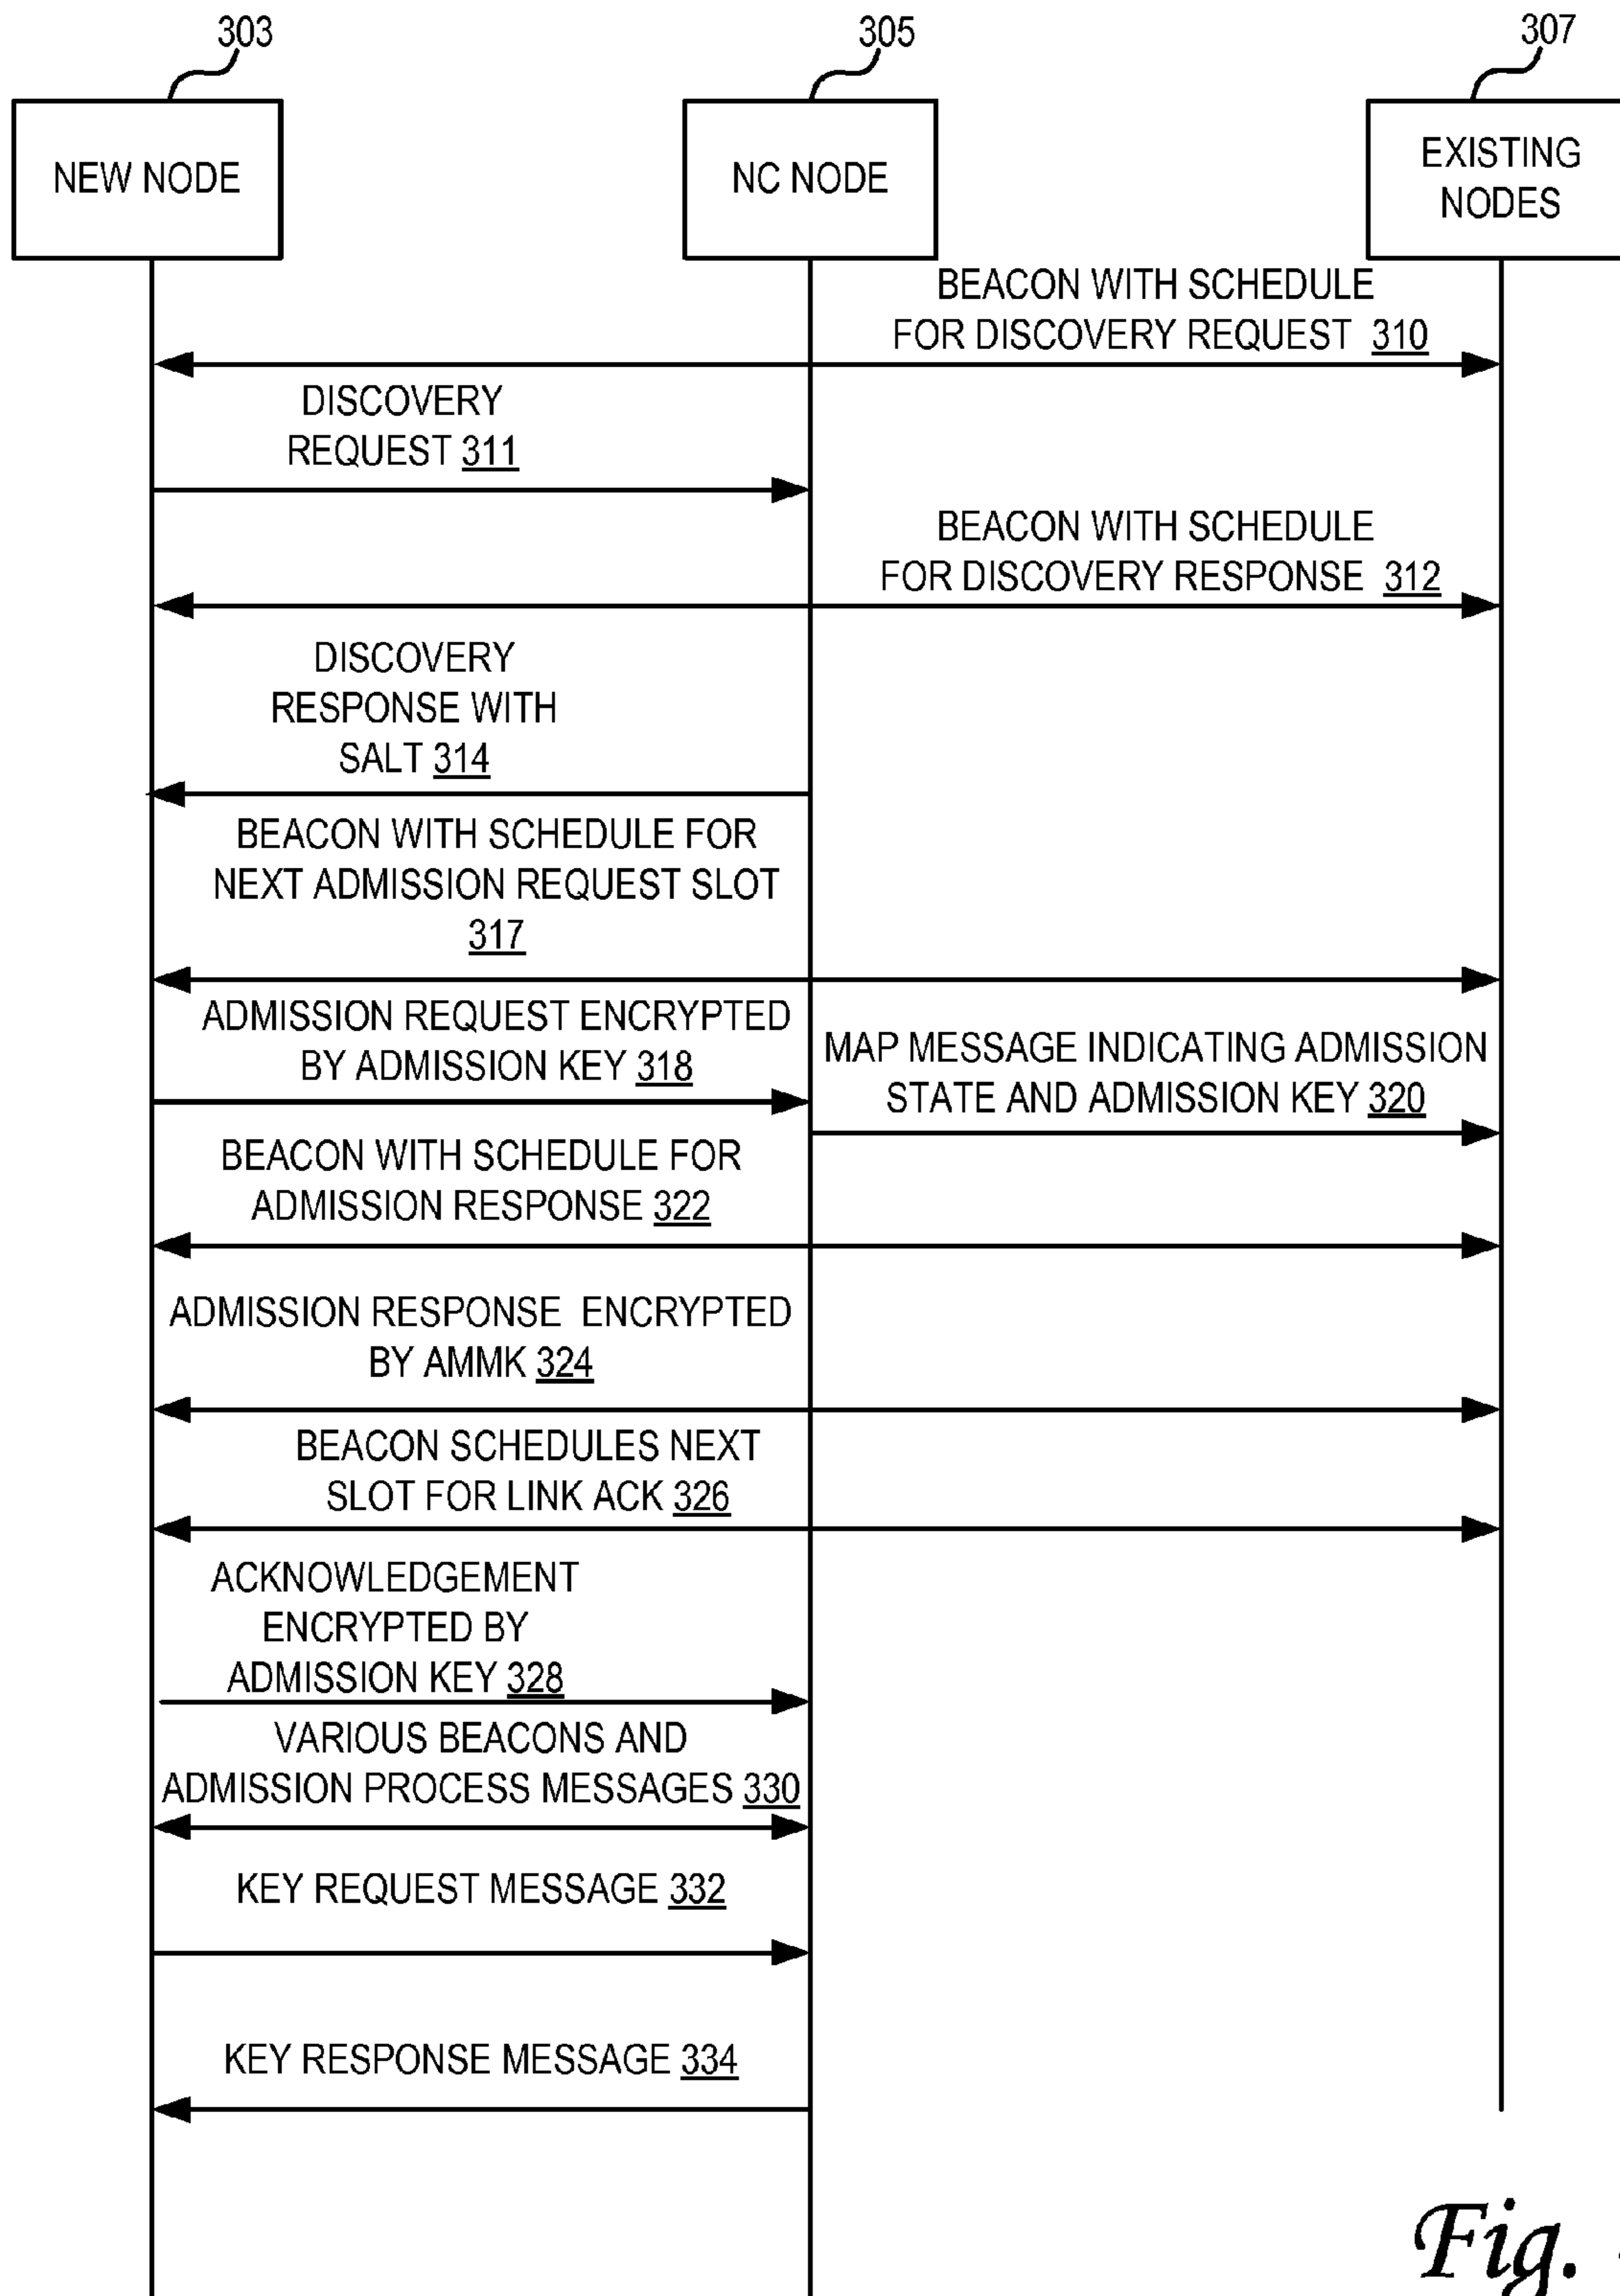 303
305
307
NEW NODE
NC NODE
EXISTING
NODES
BEACON WITH SCHEDULE
FOR DISCOVERY REQUEST 310
DISCOVERY
REQUEST 311
BEACON WITH SCHEDULE
FOR DISCOVERY RESPONSE 312
DISCOVERY
RESPONSE WITH
SALT 314
BEACON WITH SCHEDULE FOR
NEXT ADMISSION REQUEST SLOT
317
ADMISSION REQUEST ENCRYPTED
BY ADMISSION KEY 318
MAP MESSAGE INDICATING ADMISSION
STATE AND ADMISSION KEY 320
BEACON WITH SCHEDULE FOR
ADMISSION RESPONSE 322
ADMISSION RESPONSE ENCRYPTED
BY AMMK 324
BEACON SCHEDULES NEXT
SLOT FOR LINK ACK 326
ACKNOWLEDGEMENT
ENCRYPTED BY
ADMISSION KEY 328
VARIOUS BEACONS AND
ADMISSION PROCESS MESSAGES 330
KEY REQUEST MESSAGE 332
KEY RESPONSE MESSAGE 334
Fig.